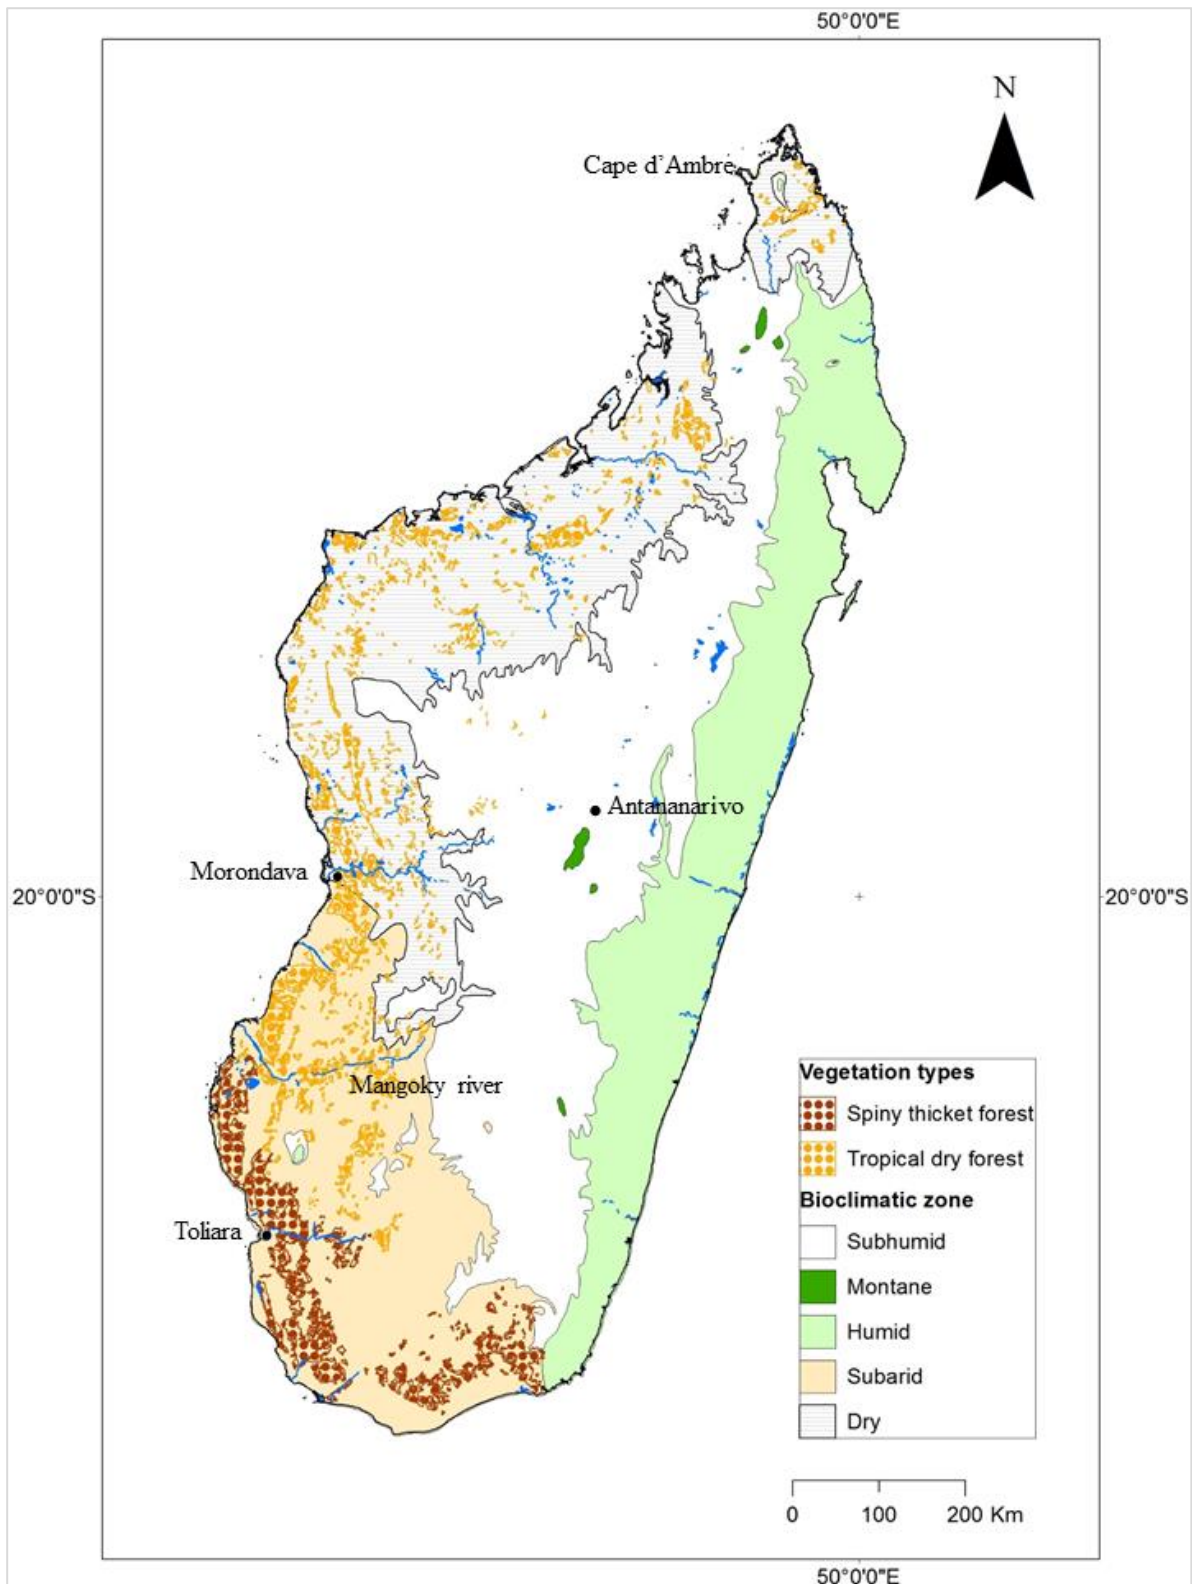 50°0'0"E
N
Cape d'Ambre
Antananarivo
Morondava
20°0'0"S
20°0'0"S
Mangoky river
Toliara
Vegetation types
Spiny thicket forest
Tropical dry forest
Bioclimatic zone
Subhumid
Montane
Humid
Subarid
Dry
0 100 200 Km
50°0'0"E